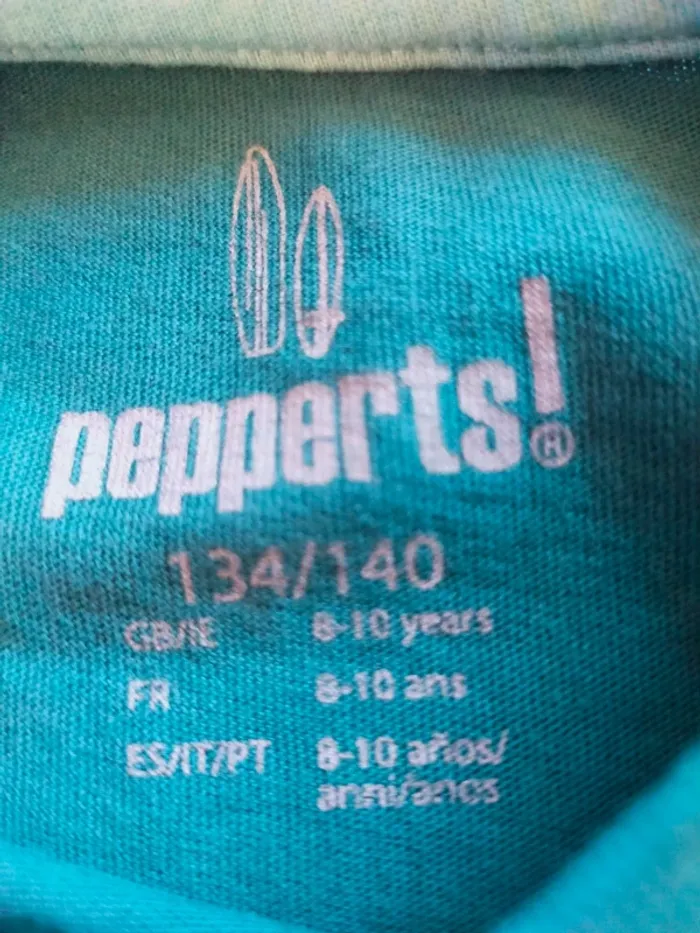 pepperts!®
134/140
GB/IE 8-10 years
FR 8-10 ans
ES/IT/PT 8-10 años/
anni/anos